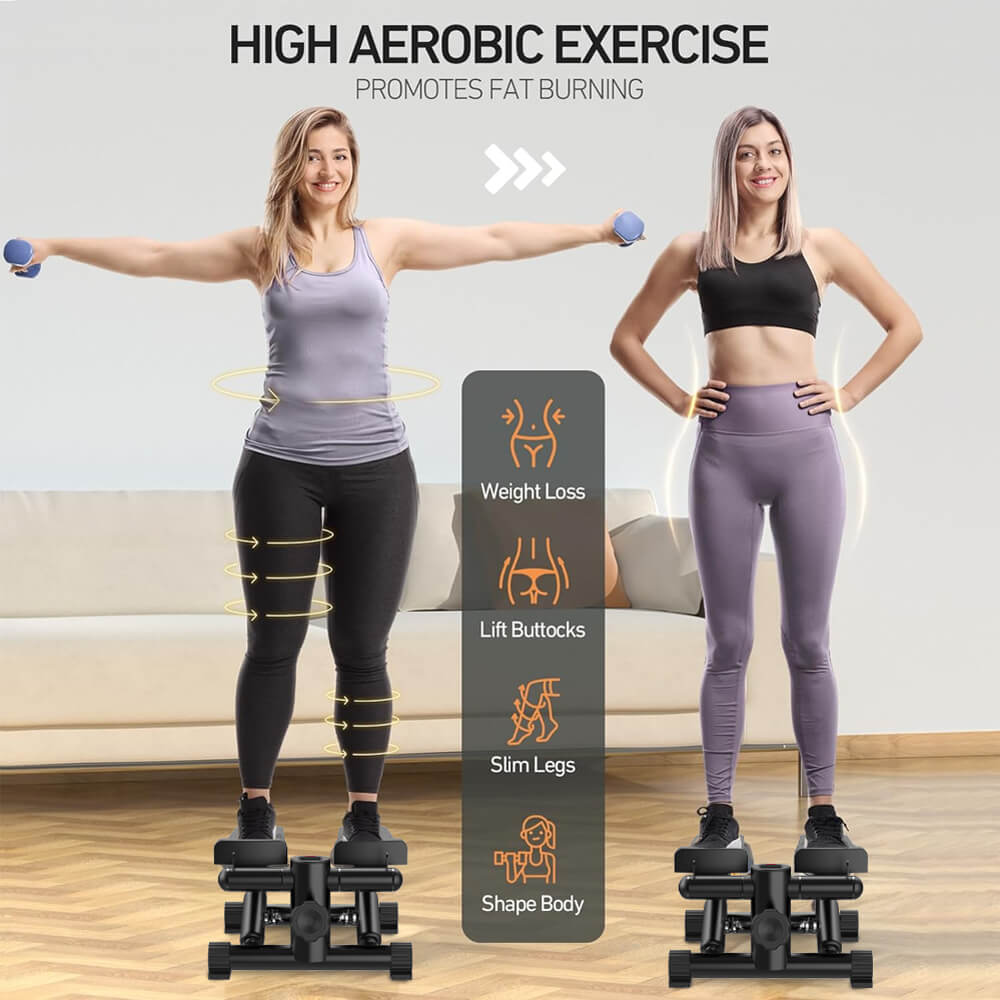 HIGH AEROBIC EXERCISE
PROMOTES FAT BURNING
Weight Loss
Lift Buttocks
Slim Legs
Shape Body